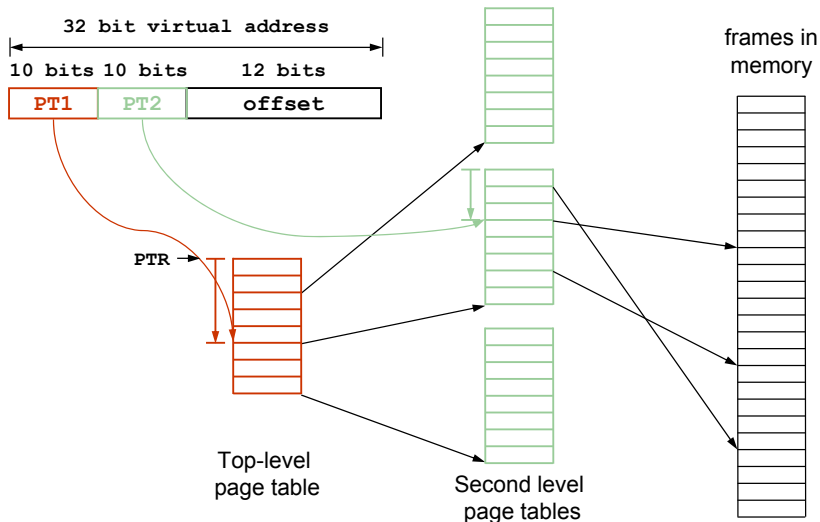 32 bit virtual address
10 bits 10 bits 12 bits
PT1 PT2 offset
PTR
frames in
memory
Top-level
page table
Second level
page tables